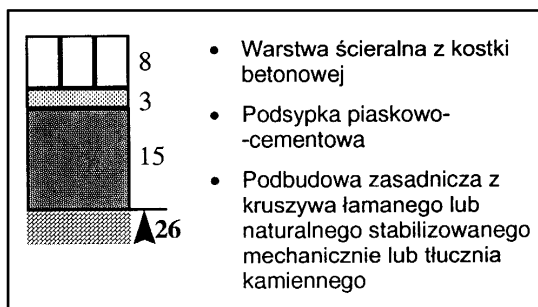 8
3
15
26
• Warstwa ścieralna z kostki
betonowej
• Podsypka piaskowo-
-cementowa
• Podbudowa zasadnicza z
kruszywa łamanego lub
naturalnego stabilizowanego
mechanicznie lub tłucznia
kamiennego